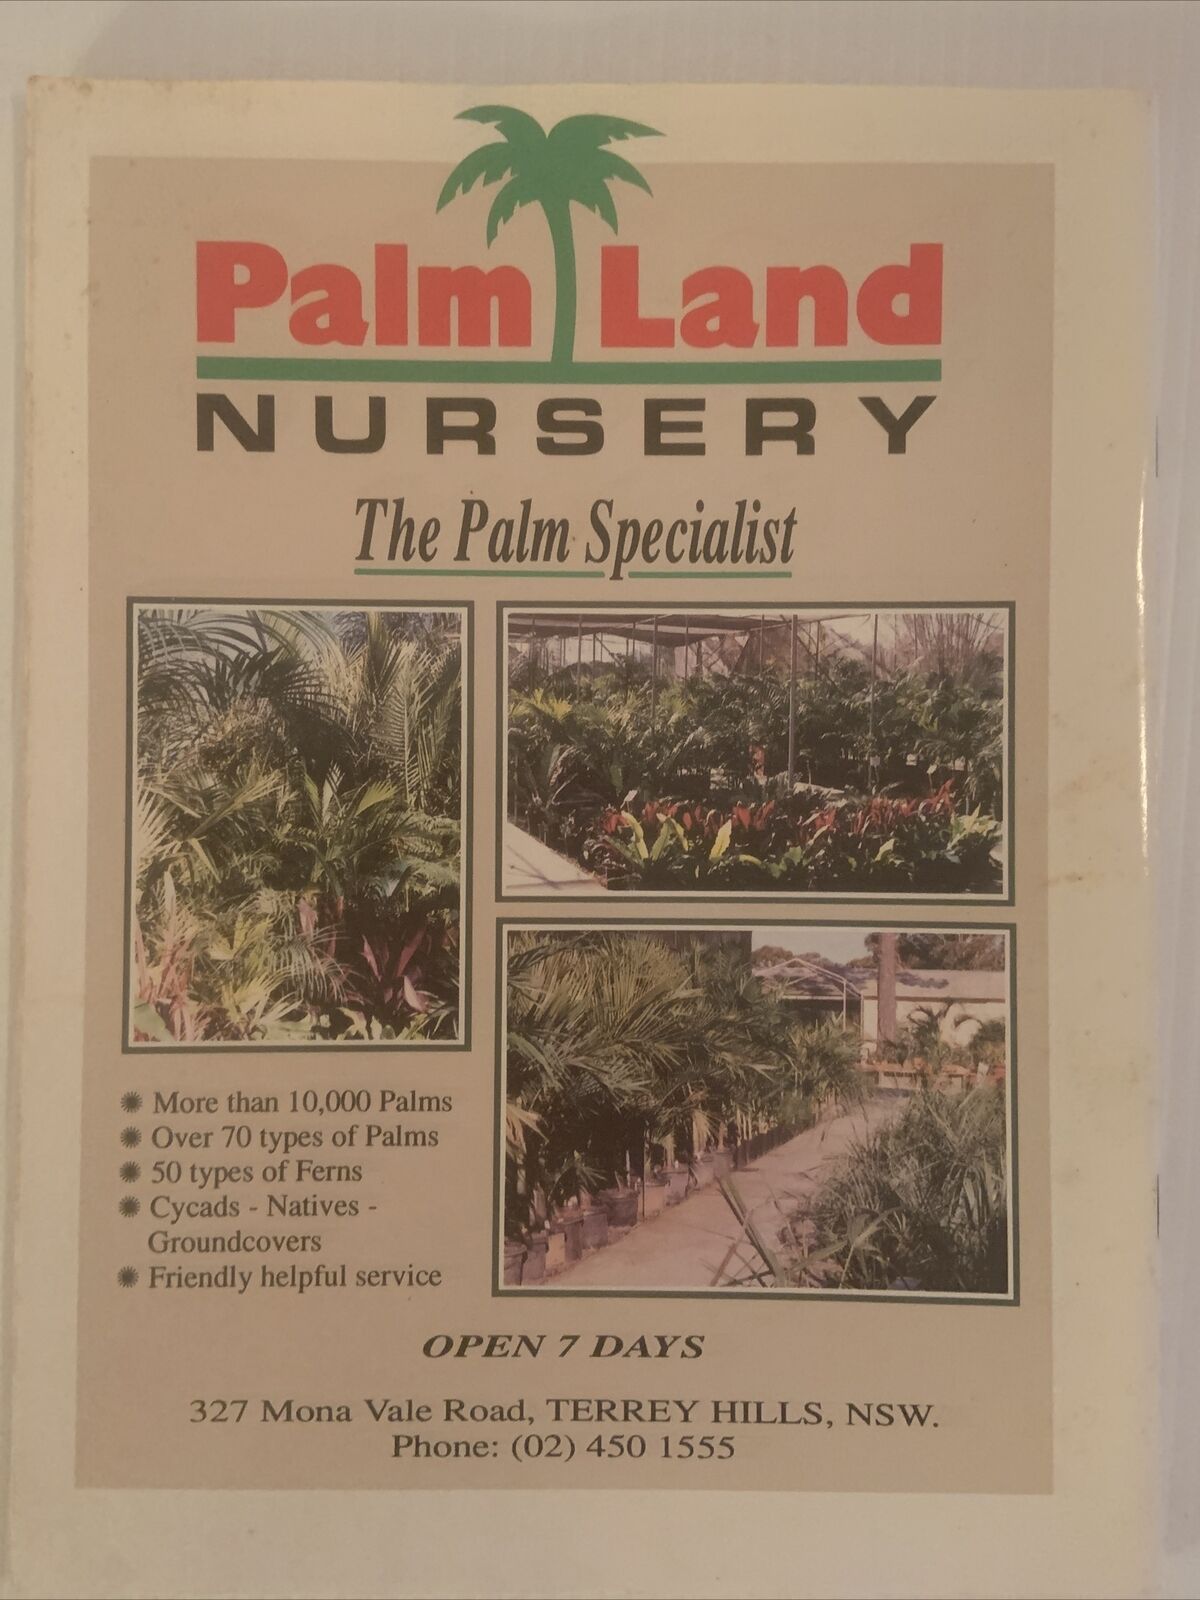 Palm Land
NURSERY
The Palm Specialist
More than 10,000 Palms
Over 70 types of Palms
50 types of Ferns
Cycads - Natives -
Groundcovers
Friendly helpful service
OPEN 7 DAYS
327 Mona Vale Road, TERREY HILLS, NSW.
Phone: (02) 450 1555